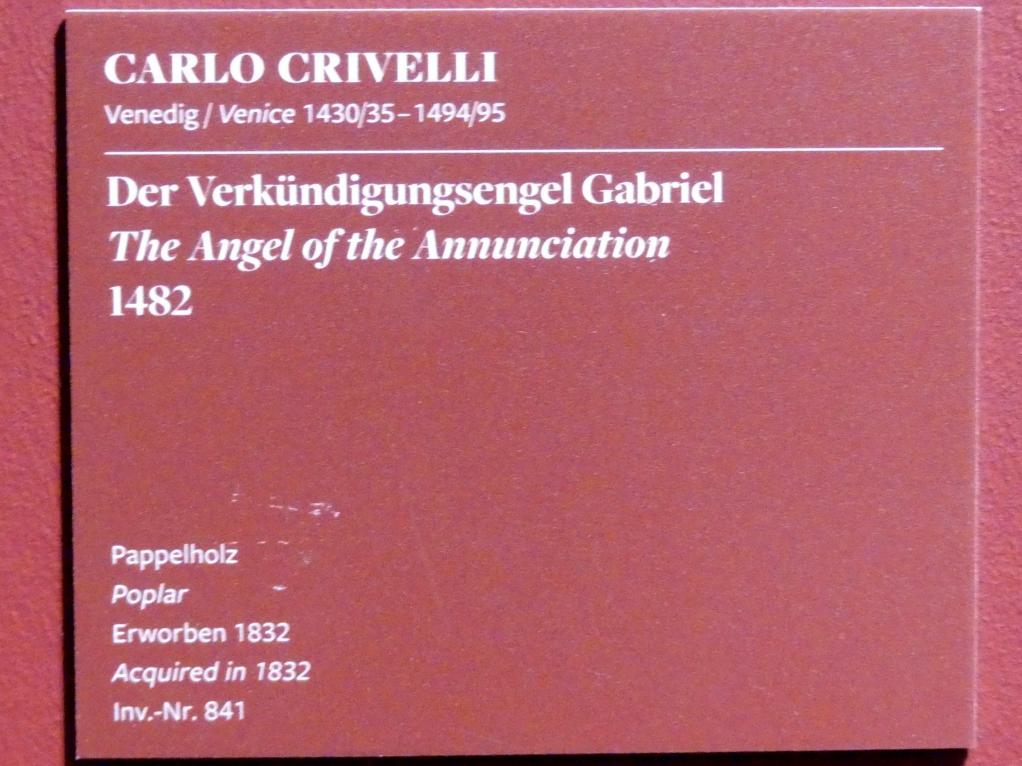 CARLO CRIVELLI
Venedig / Venice 1430/35–1494/95
Der Verkündigungsengel Gabriel
The Angel of the Annunciation
1482
Pappelholz
Poplar
Erworben 1832
Acquired in 1832
Inv.-Nr. 841